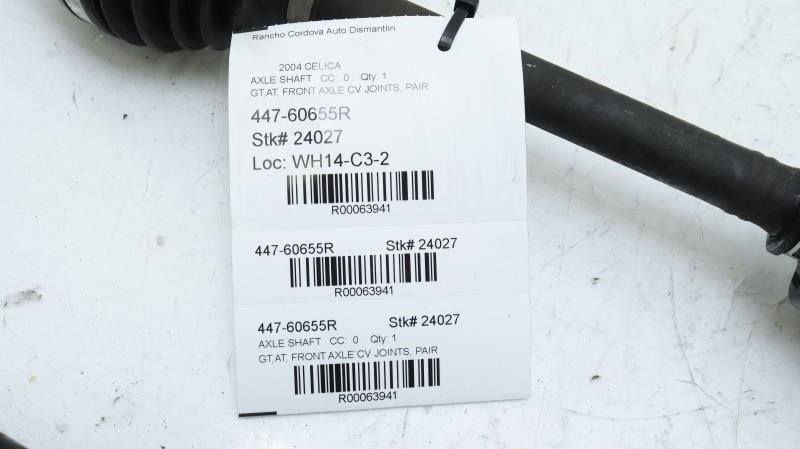 Rancho Cordova Auto Dismantlin
2004 CELICA
AXLE SHAFT CC: 0 Qty: 1
GT,AT, FRONT AXLE CV JOINTS, PAIR
447-60655R
Stk# 24027
Loc: WH14-C3-2
R00063941
447-60655R Stk# 24027
R00063941
447-60655R Stk# 24027
AXLE SHAFT CC: 0 Qty: 1
GT,AT, FRONT AXLE CV JOINTS, PAIR
R00063941